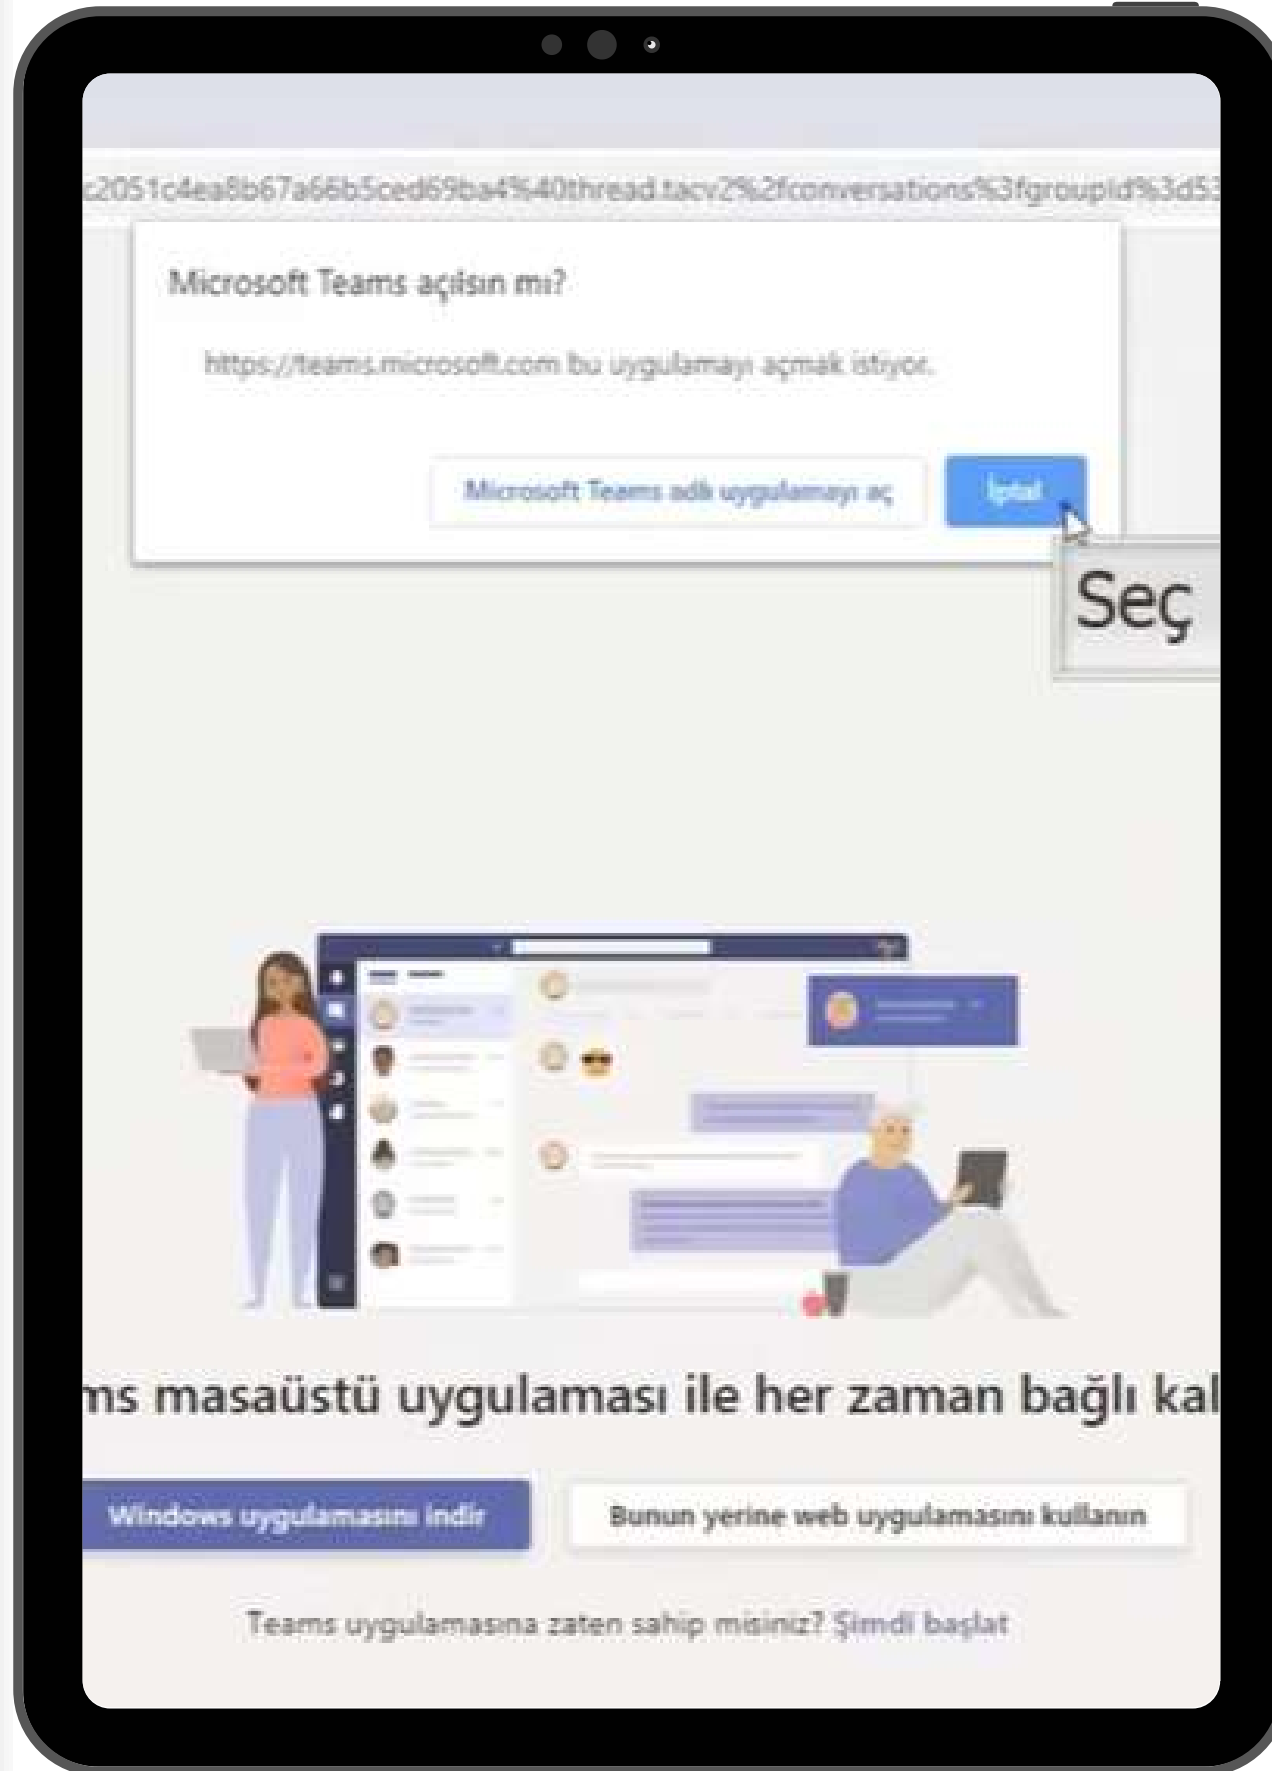 c2051c4ea8b67a66b5ced69ba4%40thread.tacv2%2fconversations%3fgroupId%3d53
Microsoft Teams açılsın mı?
https://teams.microsoft.com bu uygulamayı açmak istiyor.
Microsoft Teams adlı uygulamayı aç
İptal
Seç
ms masaüstü uygulaması ile her zaman bağlı kal
Windows uygulamasını indir
Bunun yerine web uygulamasını kullanın
Teams uygulamasına zaten sahip misiniz? Şimdi başlat